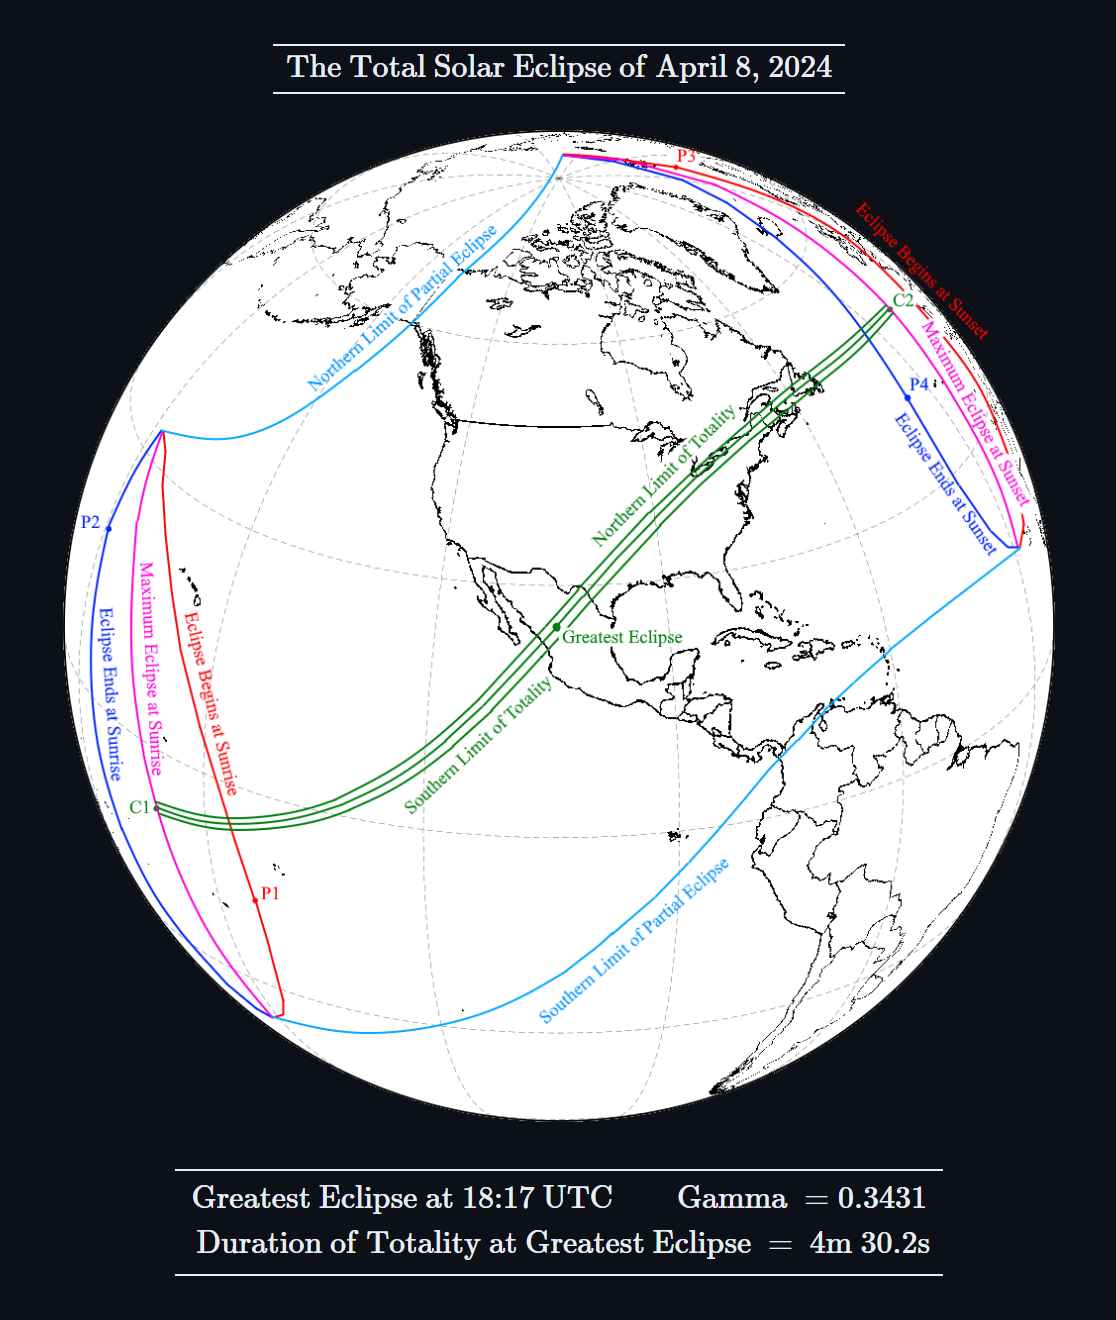 The Total Solar Eclipse of April 8, 2024
P3
Eclipse Begins at Sunset
Northern Limit of Partial Eclipse
C2
Maximum Eclipse at Sunset
P4
Eclipse Ends at Sunset
Northern Limit of Totality
P2
Maximum Eclipse at Sunrise
Eclipse Ends at Sunrise
Eclipse Begins at Sunrise
Greatest Eclipse
Southern Limit of Totality
C1
P1
Southern Limit of Partial Eclipse
Greatest Eclipse at 18:17 UTC Gamma = 0.3431
Duration of Totality at Greatest Eclipse = 4m 30.2s